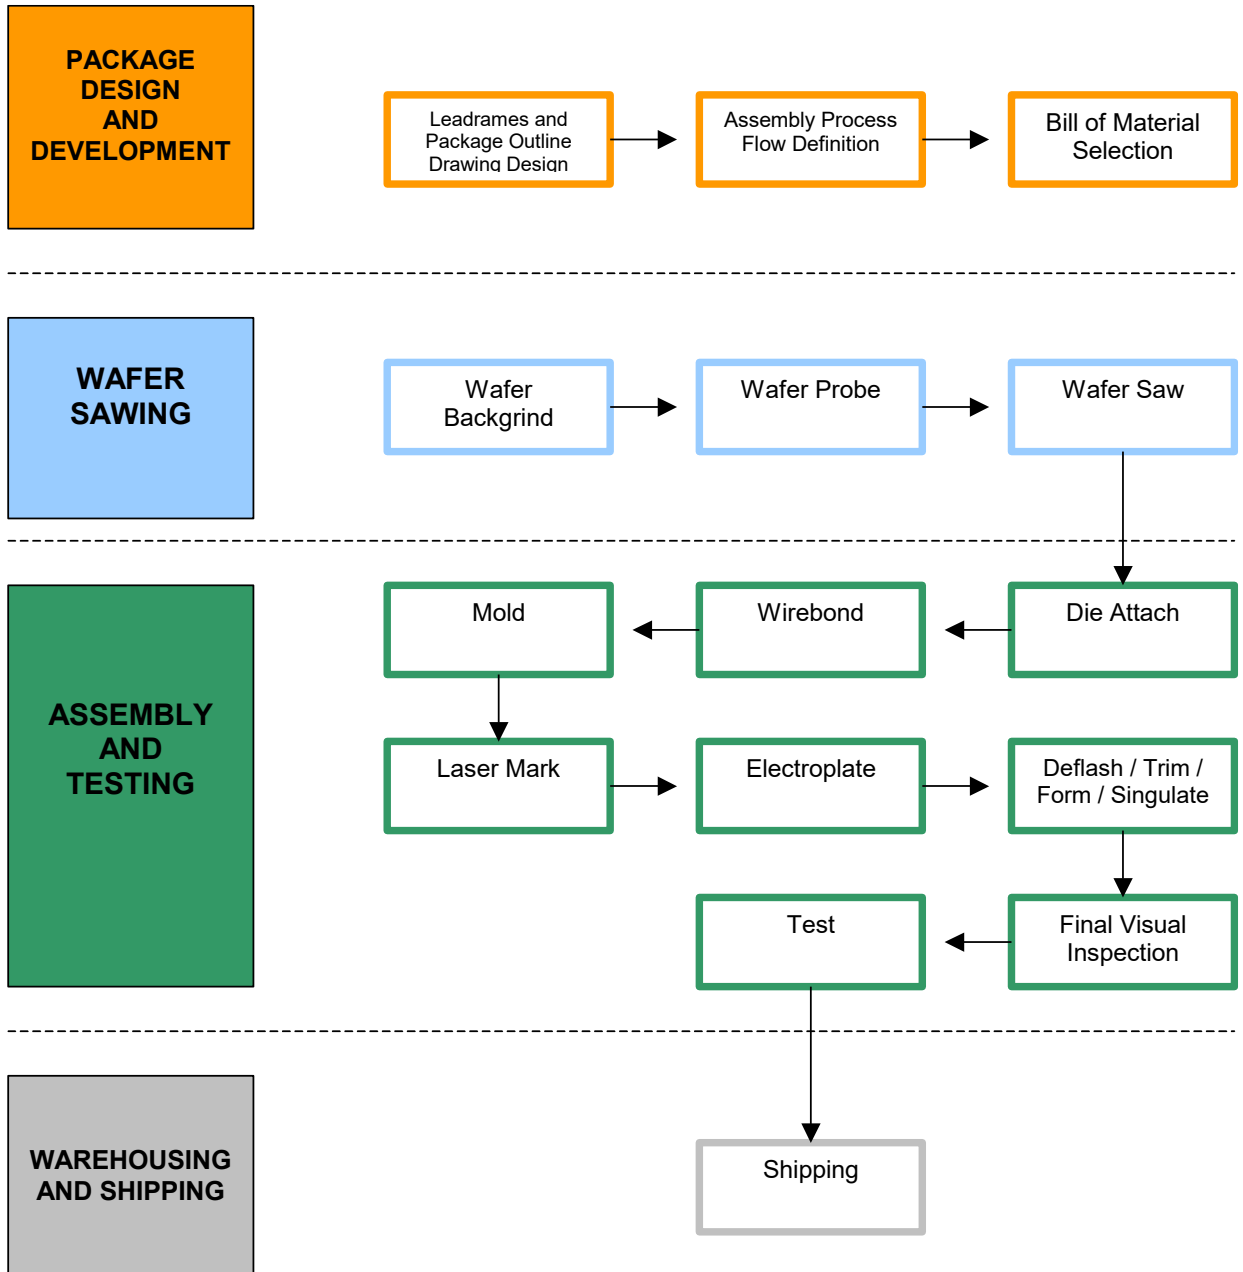 PACKAGE
DESIGN
AND
DEVELOPMENT
Leadrames and
Package Outline
Drawing Design
Assembly Process
Flow Definition
Bill of Material
Selection
WAFER
SAWING
Wafer
Backgrind
Wafer Probe
Wafer Saw
ASSEMBLY
AND
TESTING
Mold
Wirebond
Die Attach
Laser Mark
Electroplate
Deflash / Trim /
Form / Singulate
Test
Final Visual
Inspection
WAREHOUSING
AND SHIPPING
Shipping